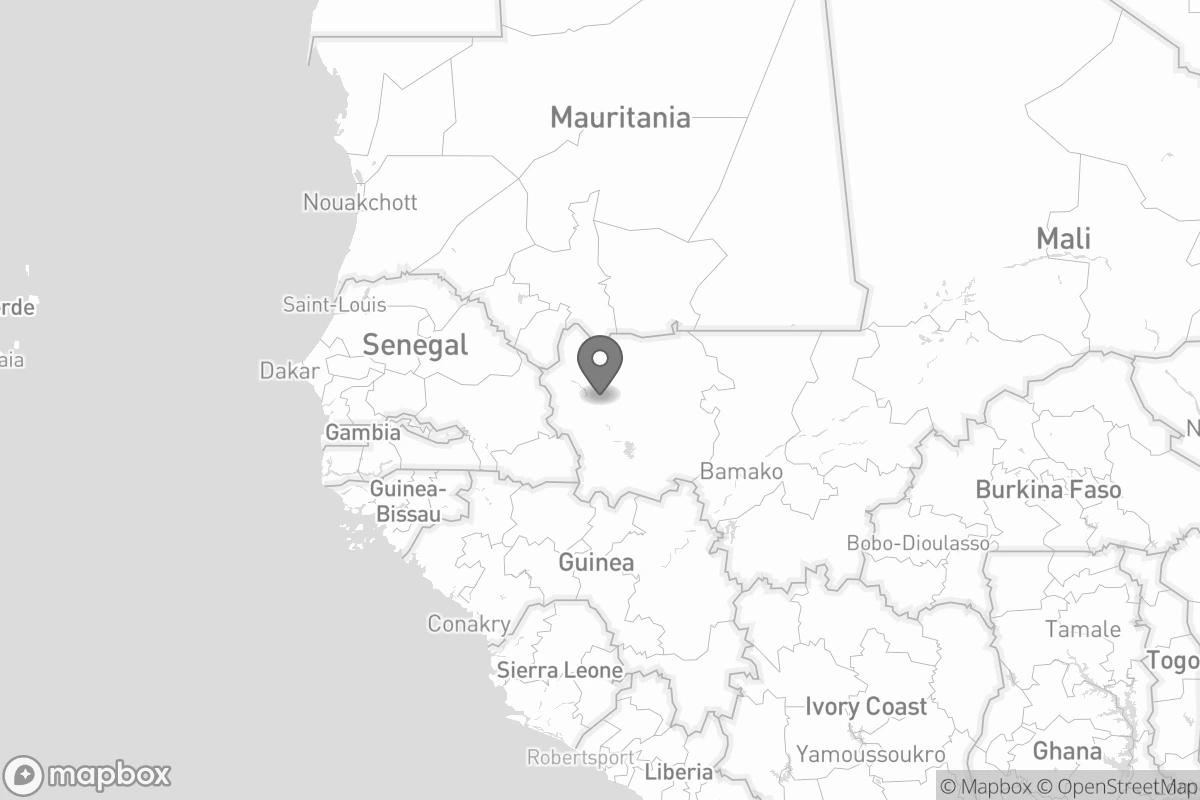 Mauritania
Nouakchott
Mali
Saint-Louis
erde
Senegal
aia
Dakar
Gambia
N
Bamako
Guinea-
Bissau
Burkina Faso
Bobo-Dioulasso
Guinea
Conakry
Tamale
Sierra Leone
Togo
Ivory Coast
Ghana
Robertsport
Yamoussoukro
Liberia
mapbox
© Mapbox © OpenStreetMap